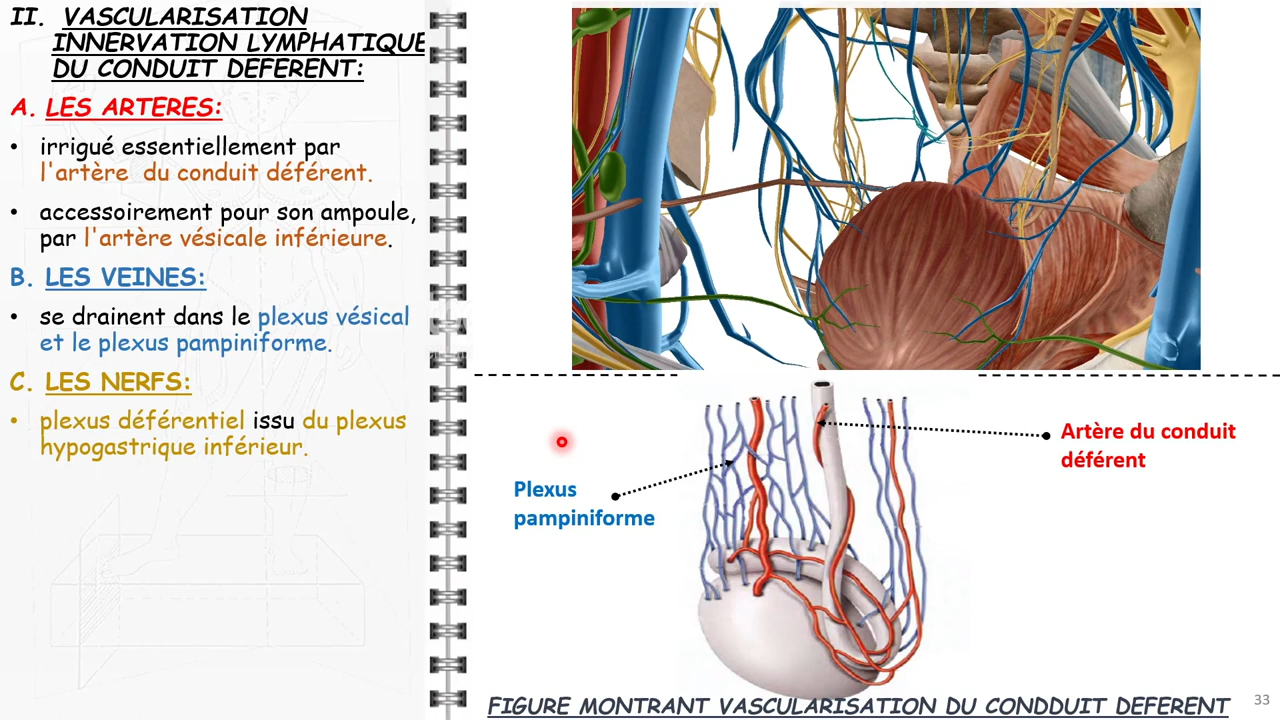 II. VASCULARISATION
INNERVATION LYMPHATIQUE
DU CONDUIT DEFERENT:
A. LES ARTERES:
• irrigué essentiellement par
l'artère du conduit déférent.
• accessoirement pour son ampoule,
par l'artère vésicale inférieure.
B. LES VEINES:
• se drainent dans le plexus vésical
et le plexus pampiniforme.
C. LES NERFS:
• plexus déférentiel issu du plexus
hypogastrique inférieur.
Artère du conduit
déférent
Plexus
pampiniforme
FIGURE MONTRANT VASCULARISATION DU CONDDUIT DEFERENT
33